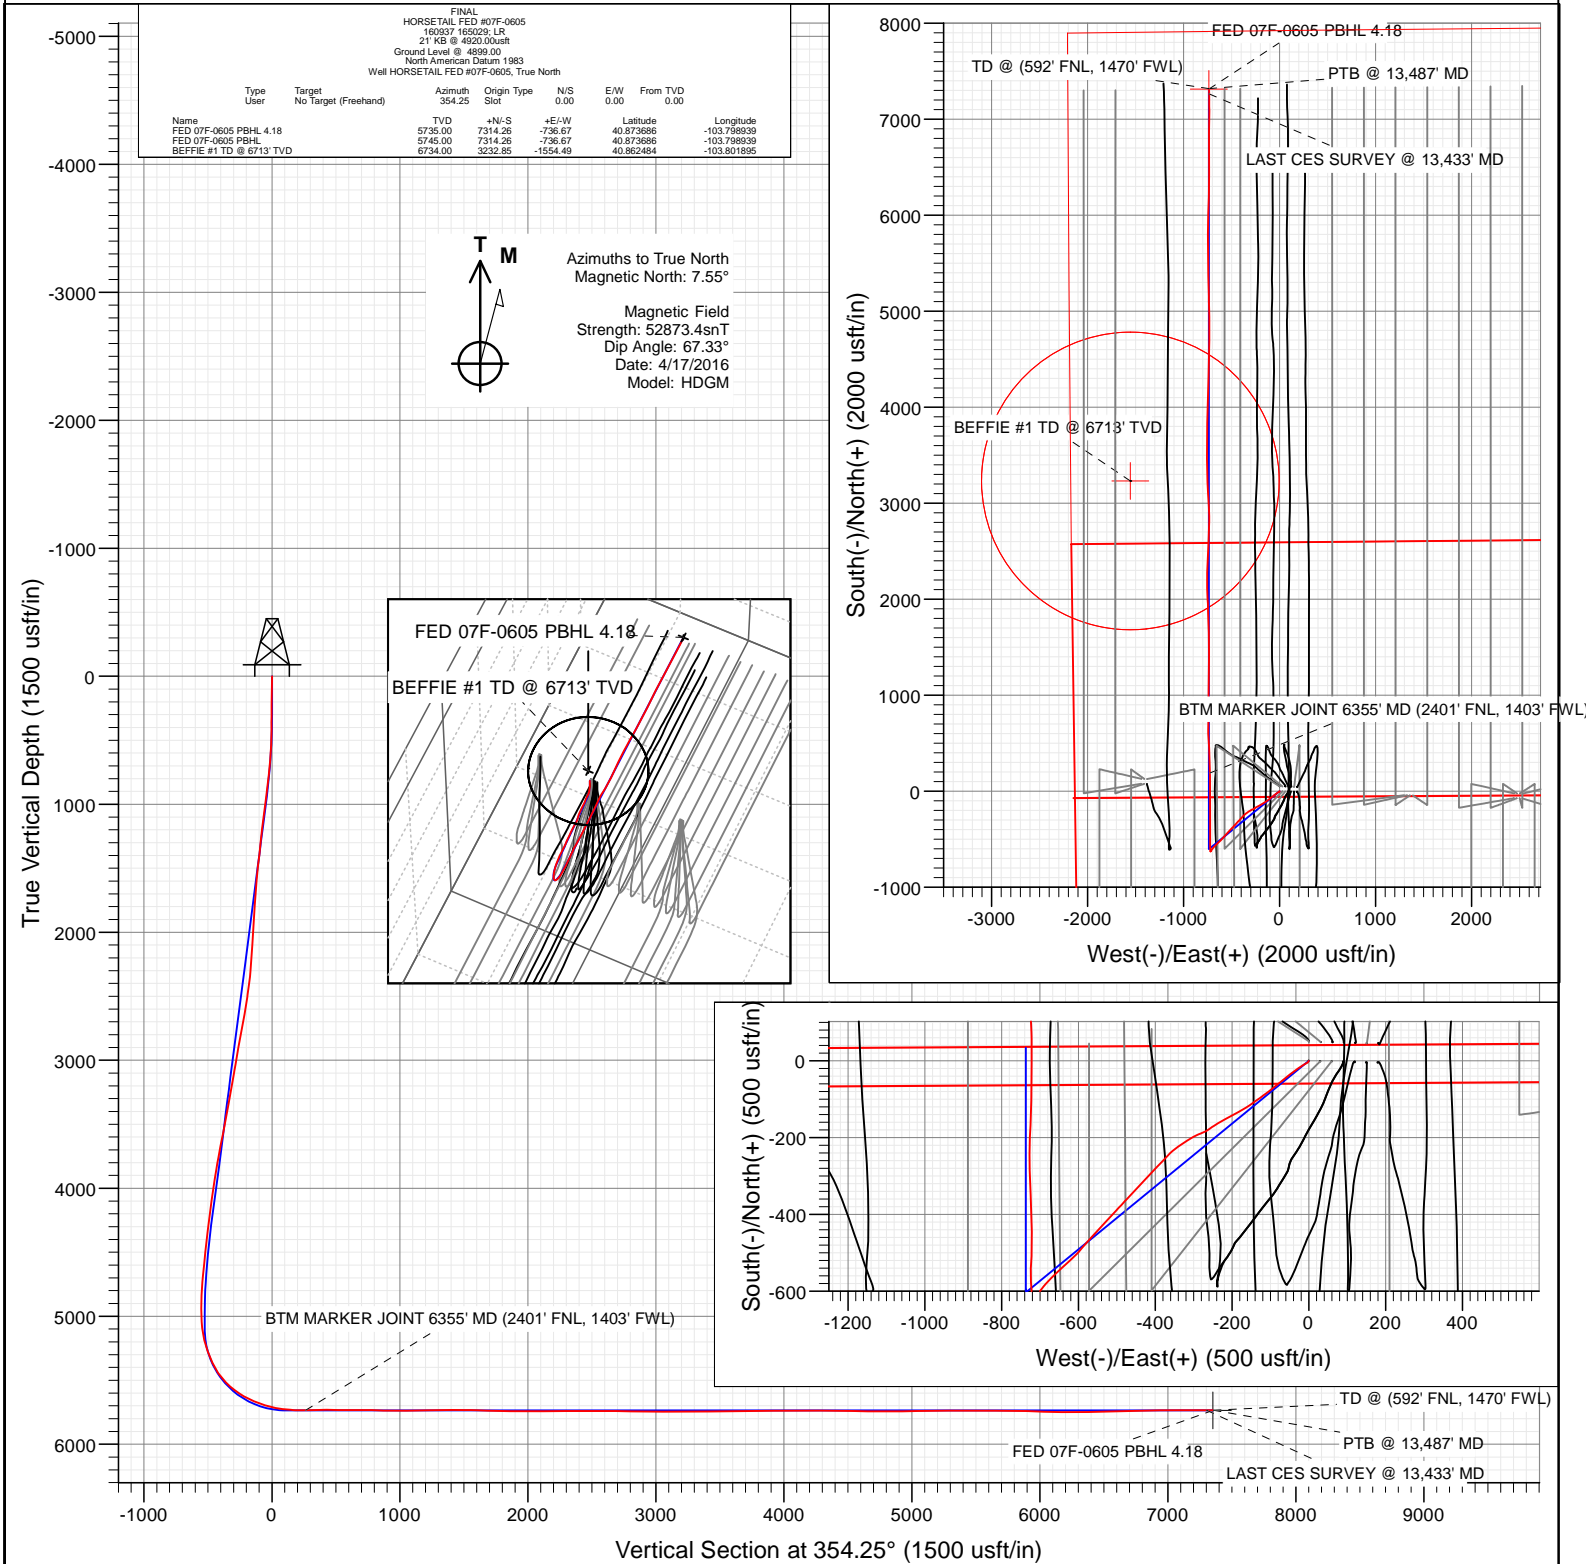 FINAL
HORSETAIL FED #07F-0605
160937 165029; LR
21' KB @ 4920.00usft
Ground Level @ 4899.00
North American Datum 1983
Well HORSETAIL FED #07F-0605, True North
Type Target Azimuth Origin Type N/S E/W From TVD
User No Target (Freehand) 354.25 Slot 0.00 0.00 0.00
Name TVD +N/-S +E/-W Latitude Longitude
FED 07F-0605 PBHL 4.18 5735.00 7314.26 -736.67 40.873686 -103.798939
FED 07F-0605 PBHL 5745.00 7314.26 -736.67 40.873686 -103.798939
BEFFIE #1 TD @ 6713' TVD 6734.00 3232.85 -1554.49 40.862484 -103.801895
T
M
Azimuths to True North
Magnetic North: 7.55°
Magnetic Field
Strength: 52873.4snT
Dip Angle: 67.33°
Date: 4/17/2016
Model: HDGM
True Vertical Depth (1500 usft/in)
-5000
-4000
-3000
-2000
-1000
0
1000
2000
3000
4000
5000
6000
FED 07F-0605 PBHL 4.18
BEFFIE #1 TD @ 6713' TVD
BTM MARKER JOINT 6355' MD (2401' FNL, 1403' FWL)
TD @ (592' FNL, 1470' FWL)
PTB @ 13,487' MD
FED 07F-0605 PBHL 4.18
LAST CES SURVEY @ 13,433' MD
-1000 0 1000 2000 3000 4000 5000 6000 7000 8000 9000
Vertical Section at 354.25° (1500 usft/in)
South(-)/North(+) (2000 usft/in)
8000
7000
6000
5000
4000
3000
2000
1000
0
-1000
FED 07F-0605 PBHL 4.18
TD @ (592' FNL, 1470' FWL)
PTB @ 13,487' MD
LAST CES SURVEY @ 13,433' MD
BEFFIE #1 TD @ 6713' TVD
BTM MARKER JOINT 6355' MD (2401' FNL, 1403' FWL)
-3000 -2000 -1000 0 1000 2000
West(-)/East(+) (2000 usft/in)
South(-)/North(+) (500 usft/in)
0
-200
-400
-600
-1200 -1000 -800 -600 -400 -200 0 200 400
West(-)/East(+) (500 usft/in)